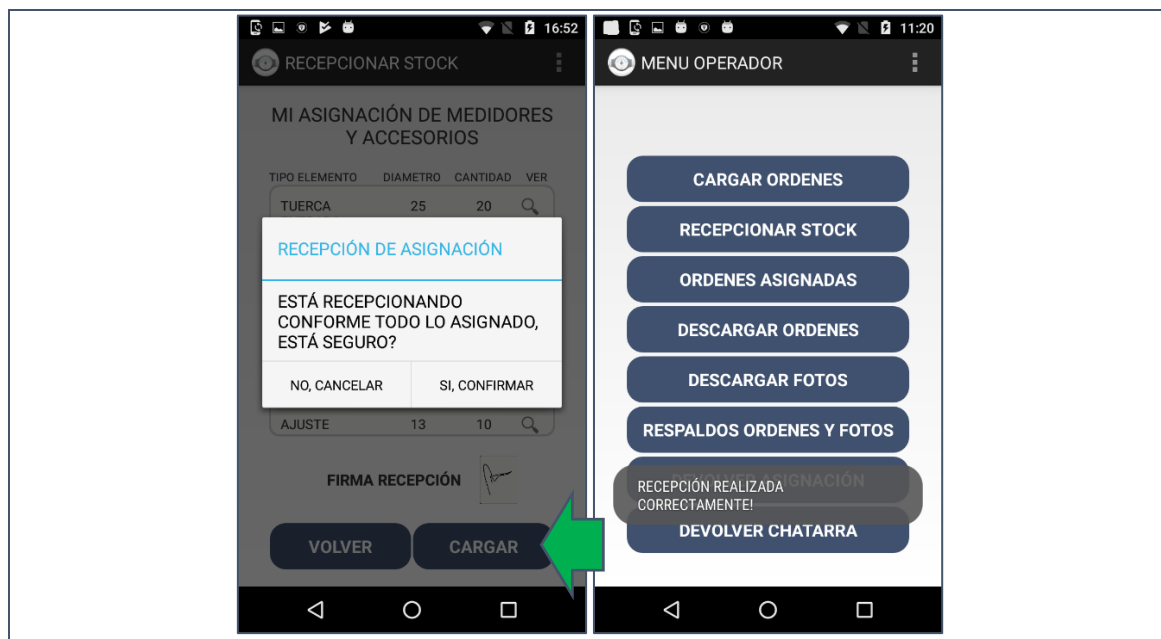 16:52
RECEPCIONAR STOCK
MI ASIGNACIÓN DE MEDIDORES
Y ACCESORIOS
TIPO ELEMENTO DIAMETRO CANTIDAD VER
TUERCA 25 20
RECEPCIÓN DE ASIGNACIÓN
ESTÁ RECEPCIONANDO
CONFORME TODO LO ASIGNADO,
ESTÁ SEGURO?
NO, CANCELAR SI, CONFIRMAR
AJUSTE 13 10
FIRMA RECEPCIÓN
VOLVER CARGAR
11:20
MENU OPERADOR
CARGAR ORDENES
RECEPCIONAR STOCK
ORDENES ASIGNADAS
DESCARGAR ORDENES
DESCARGAR FOTOS
RESPALDOS ORDENES Y FOTOS
DEVOLVER ASIGNACIÓN
RECEPCIÓN REALIZADA
CORRECTAMENTE!
DEVOLVER CHATARRA